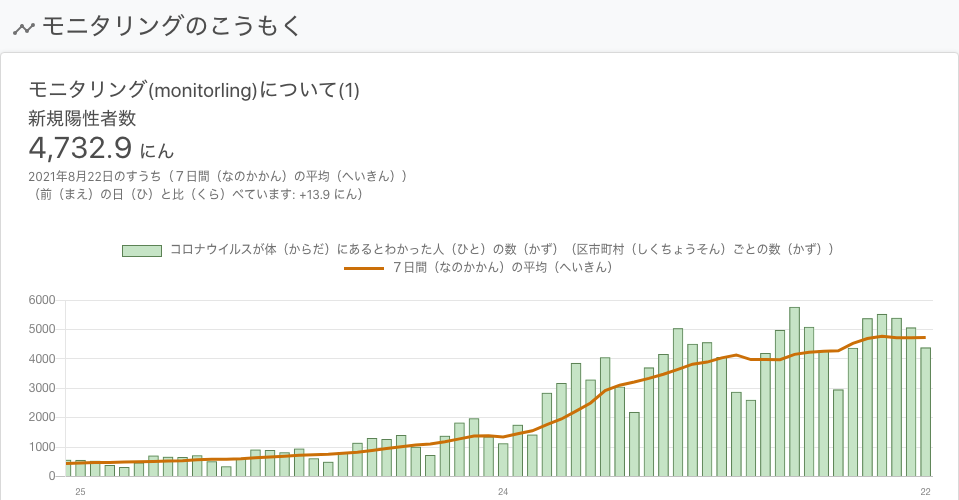 モニタリングのこうもく
モニタリング(monitorling)について(1)
新規陽性者数
4,732.9 にん
2021年8月22日のすうち（７日間（なのかかん）の平均（へいきん））
（前（まえ）の日（ひ）と比（くら）べています: +13.9 にん）
コロナウイルスが体（からだ）にあるとわかった人（ひと）の数（かず）（区市町村（しくちょうそん）ごとの数（かず））
７日間（なのかかん）の平均（へいきん）
6000
5000
4000
3000
2000
1000
0
25 24 22